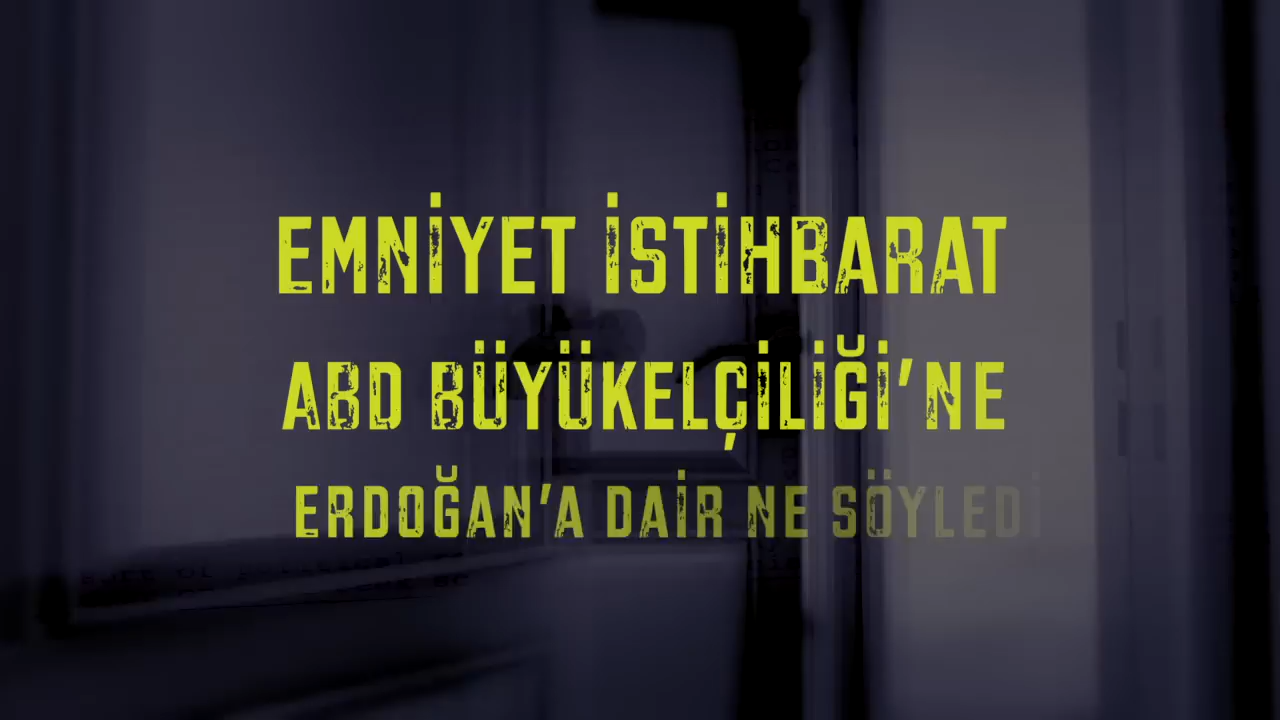 EMNİYET İSTİHBARAT
ABD BÜYÜKELÇİLİĞİ'NE
ERDOĞAN'A DAİR NE SÖYLEDİ